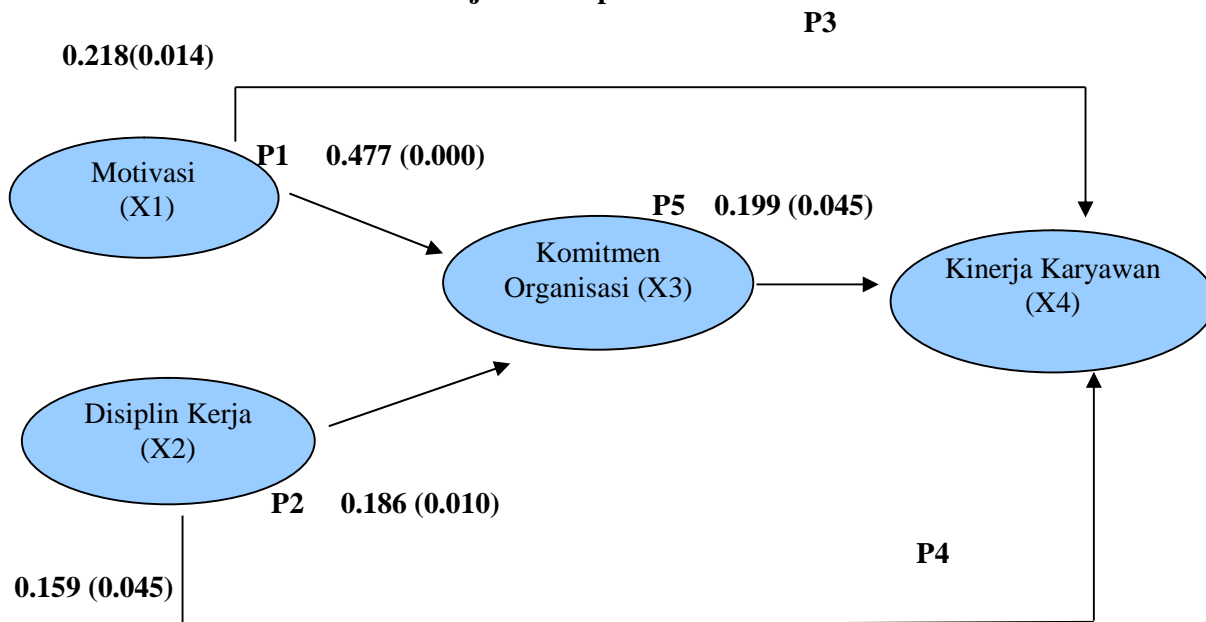 P3
0.218(0.014)
P1 0.477 (0.000)
Motivasi
(X1)
P5 0.199 (0.045)
Komitmen
Organisasi (X3)
Kinerja Karyawan
(X4)
Disiplin Kerja
(X2)
P2 0.186 (0.010)
P4
0.159 (0.045)